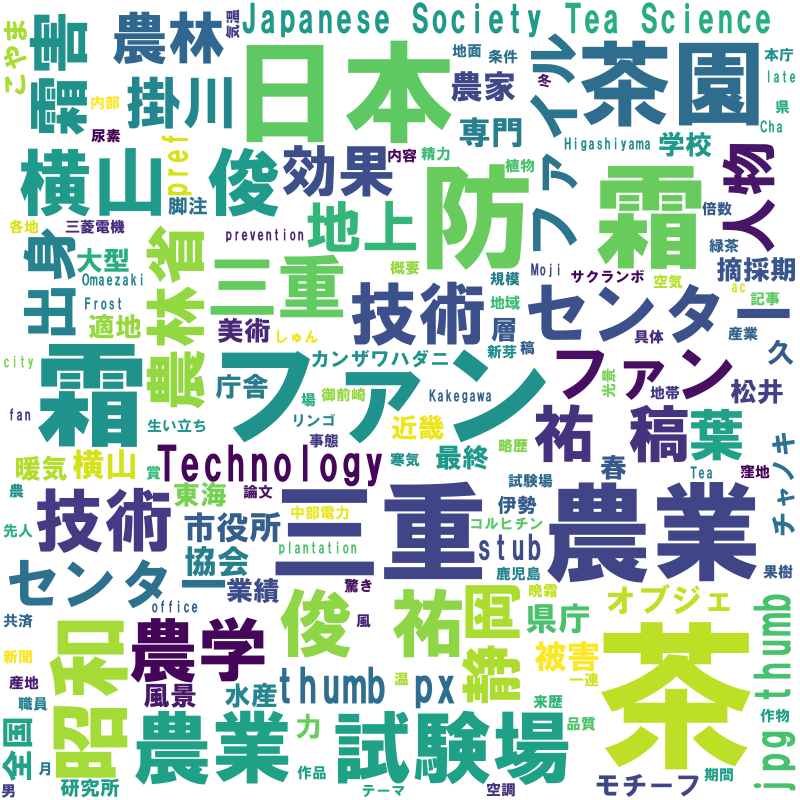 Japanese Society Tea Science
こやま
霜害
農林
気温
日本
地面
条件
農家
ファイル
茶園
本庁
late
県
Cha
内部
尿素
掛川
専門
Higashiyama
学校
人物
横山
俊
pref
効果
内容
精力
植物
倍数
緑茶
各地
三菱電機
脚注
prevention
地上
防
霜
Moji
サクランボ
空気
摘採期
ac
記事
出身
大型
Omaezaki
Frost
適地
農林省
三重
概要
規模
地域
美術
しゅん
技術
層
新芽
稿
センター
具体
産業
久
city
霜
ファン
カンザワハダニ
庁舎
場
御前崎
Kakegawa
ファン
光景
地帯
松井
fan
生い立ち
リンゴ
事態
近畿
略歴
祐
稿
葉
チャノキ
暖気
横山
賞
Technology
寒気
最終
春
Tea
窪地
農
先人
技術
東海
論文
三重
中部電力
試験場
伊勢
コルヒチン
農業
市役所
協会
plantation
stub
鹿児島
果樹
センター
業績
驚き
office
俊
祐
静岡
晩霜
県庁
オブジェ
thumb
共済
新聞
昭和
農学
風
被害
一連
茶
産地
職員
風景
水産
thumb px
温
来歴
作物
全国
月
農業
力
試験場
品質
jpg
男
研究所
作品
テーマ
空調
モチーフ
期間